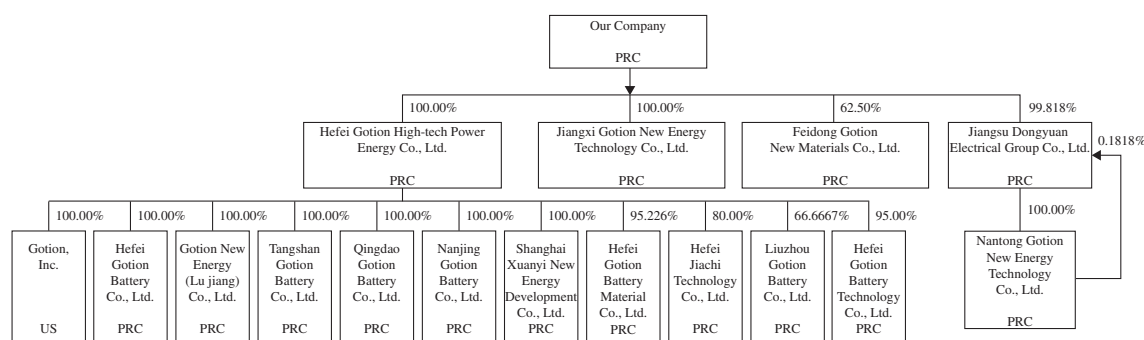 Our Company
PRC
100.00%
100.00%
62.50%
99.818%
Hefei Gotion High-tech Power
Energy Co., Ltd.
PRC
Jiangxi Gotion New Energy
Technology Co., Ltd.
PRC
Feidong Gotion
New Materials Co., Ltd.
PRC
Jiangsu Dongyuan
Electrical Group Co., Ltd.
PRC
0.1818%
100.00%
100.00%
100.00%
100.00%
100.00%
100.00%
100.00%
95.226%
80.00%
66.6667%
95.00%
100.00%
Gotion,
Inc.
US
Hefei
Gotion
Battery
Co., Ltd.
PRC
Gotion New
Energy
(Lu jiang)
Co., Ltd.
PRC
Tangshan
Gotion
Battery
Co., Ltd.
PRC
Qingdao
Gotion
Battery
Co., Ltd.
PRC
Nanjing
Gotion
Battery
Co., Ltd.
PRC
Shanghai
Xuanyi New
Energy
Development
Co., Ltd.
PRC
Hefei
Gotion
Battery
Material
Co., Ltd.
PRC
Hefei
Jiachi
Technology
Co., Ltd.
PRC
Liuzhou
Gotion
Battery
Co., Ltd.
PRC
Hefei
Gotion
Battery
Technology
Co., Ltd.
PRC
Nantong Gotion
New Energy
Technology
Co., Ltd.
PRC